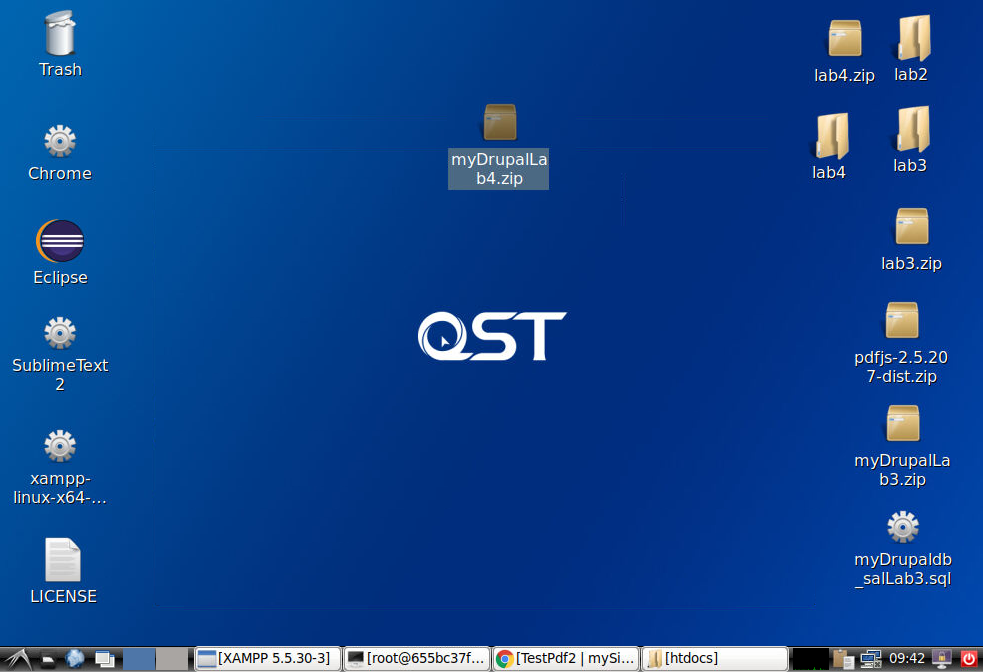 Trash
lab4.zip
lab2
myDrupalLa
b4.zip
Chrome
lab4
lab3
Eclipse
lab3.zip
QST
SublimeText
2
pdfjs-2.5.20
7-dist.zip
xampp-
linux-x64-...
myDrupalLa
b3.zip
LICENSE
myDrupaldb
_salLab3.sql
[XAMPP 5.5.30-3]
[root@655bc37f...
[TestPdf2 | mySi...
[htdocs]
09:42